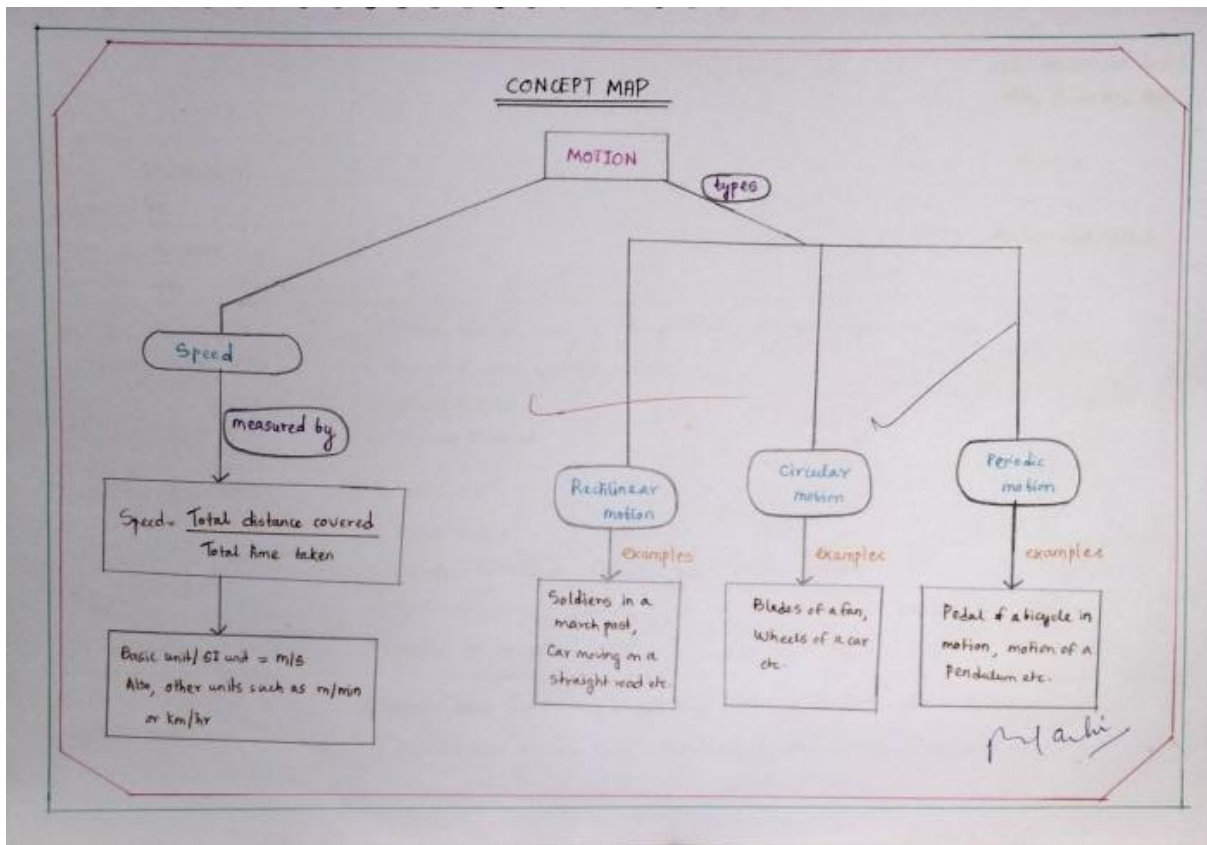 CONCEPT MAP
MOTION
types
Speed
measured by
Speed= Total distance covered
Total time taken
Basic unit/ SI unit = m/s
Also, other units such as m/min
or km/hr
Rectilinear
motion
examples
Soldiers in a
march past,
Car moving on a
straight road etc.
Circular
motion
examples
Blades of a fan,
Wheels of a car
etc.
Periodic
motion
examples
Pedal of a bicycle in
motion, motion of a
Pendulum etc.